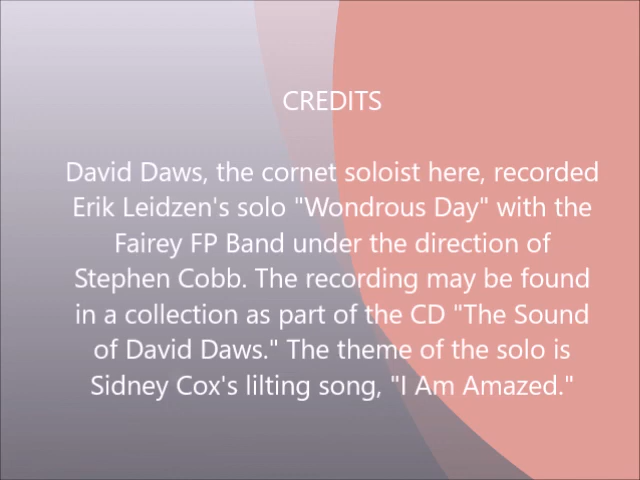 CREDITS
David Daws, the cornet soloist here, recorded
Erik Leidzen's solo "Wondrous Day" with the
Fairey FP Band under the direction of
Stephen Cobb. The recording may be found
in a collection as part of the CD "The Sound
of David Daws." The theme of the solo is
Sidney Cox's lilting song, "I Am Amazed."